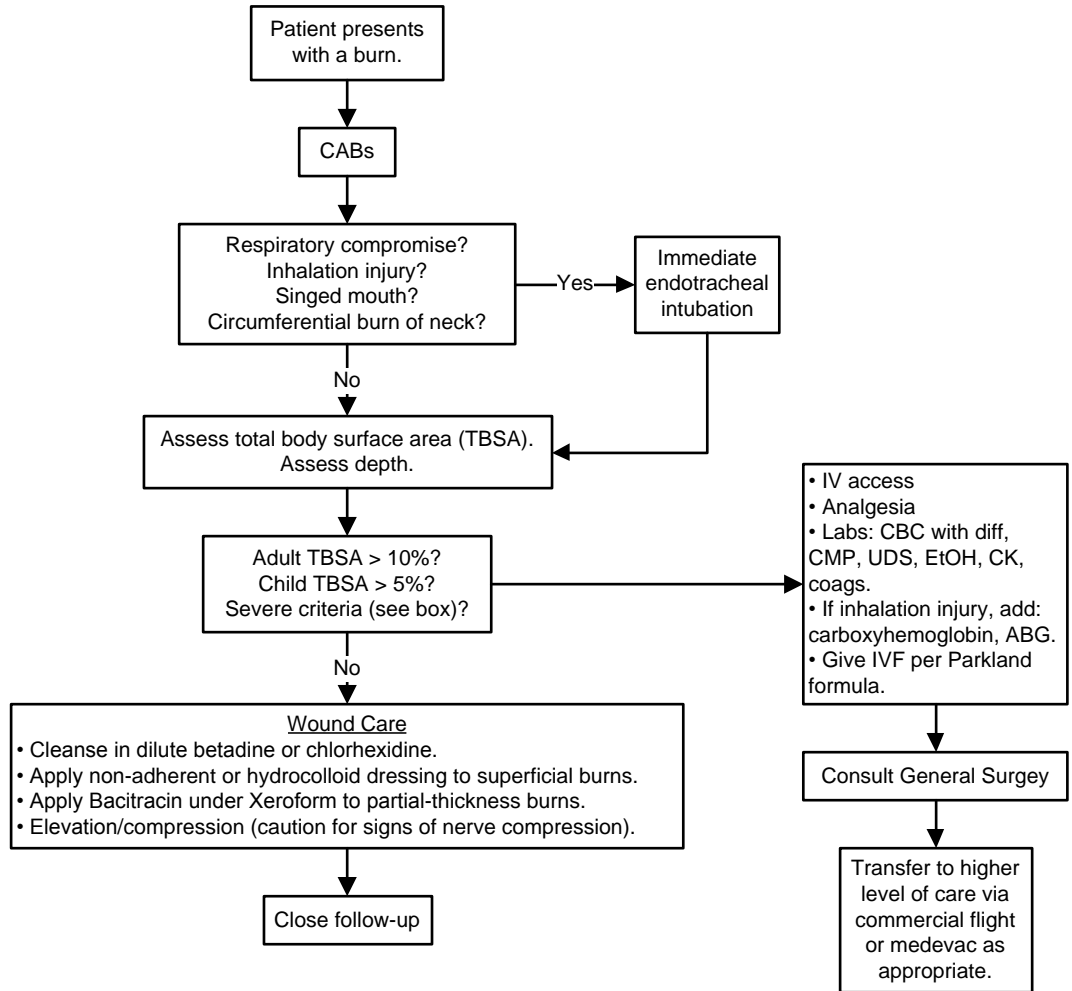 Patient presents
with a burn.
CABs
Respiratory compromise?
Inhalation injury?
Singed mouth?
Circumferential burn of neck?
Yes
Immediate
endotracheal
intubation
No
Assess total body surface area (TBSA).
Assess depth.
Adult TBSA > 10%?
Child TBSA > 5%?
Severe criteria (see box)?
• IV access
• Analgesia
• Labs: CBC with diff,
CMP, UDS, EtOH, CK,
coags.
• If inhalation injury, add:
carboxyhemoglobin, ABG.
• Give IVF per Parkland
formula.
No
Wound Care
• Cleanse in dilute betadine or chlorhexidine.
• Apply non-adherent or hydrocolloid dressing to superficial burns.
• Apply Bacitracin under Xeroform to partial-thickness burns.
• Elevation/compression (caution for signs of nerve compression).
Close follow-up
Consult General Surgey
Transfer to higher
level of care via
commercial flight
or medevac as
appropriate.